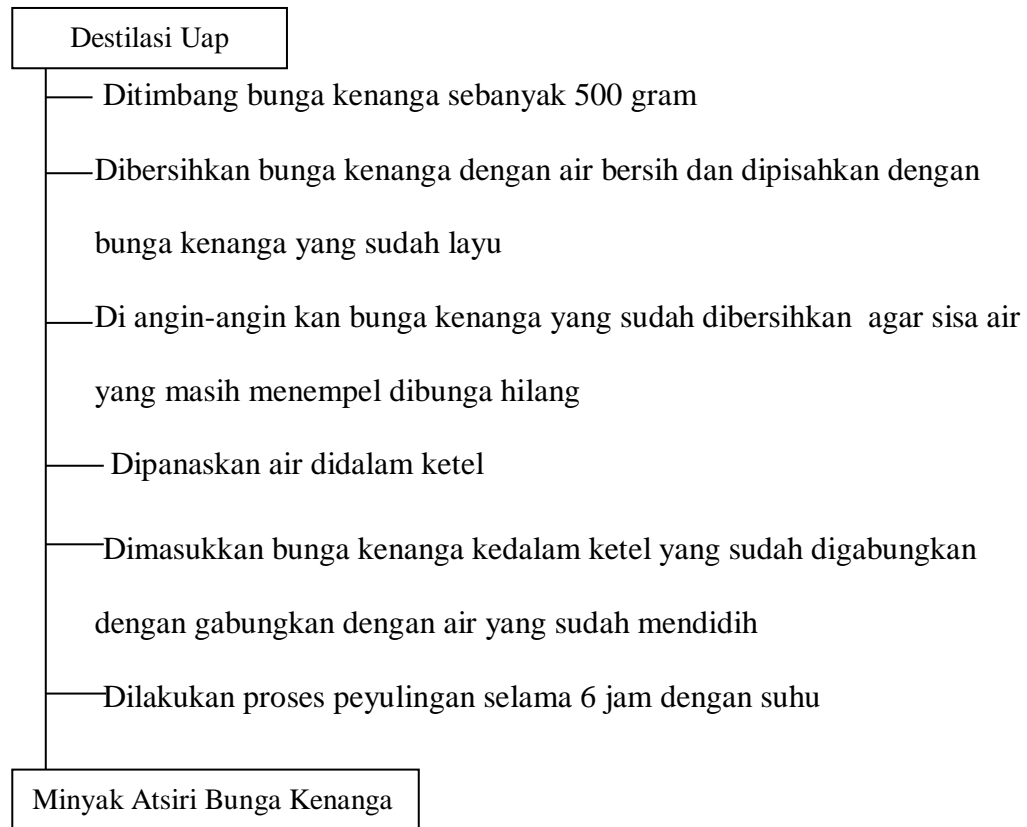 Destilasi Uap
Ditimbang bunga kenanga sebanyak 500 gram
Dibersihkan bunga kenanga dengan air bersih dan dipisahkan dengan
bunga kenanga yang sudah layu
Di angin-angin kan bunga kenanga yang sudah dibersihkan  agar sisa air
yang masih menempel dibunga hilang
Dipanaskan air didalam ketel
Dimasukkan bunga kenanga kedalam ketel yang sudah digabungkan
dengan gabungkan dengan air yang sudah mendidih
Dilakukan proses peyulingan selama 6 jam dengan suhu
Minyak Atsiri Bunga Kenanga